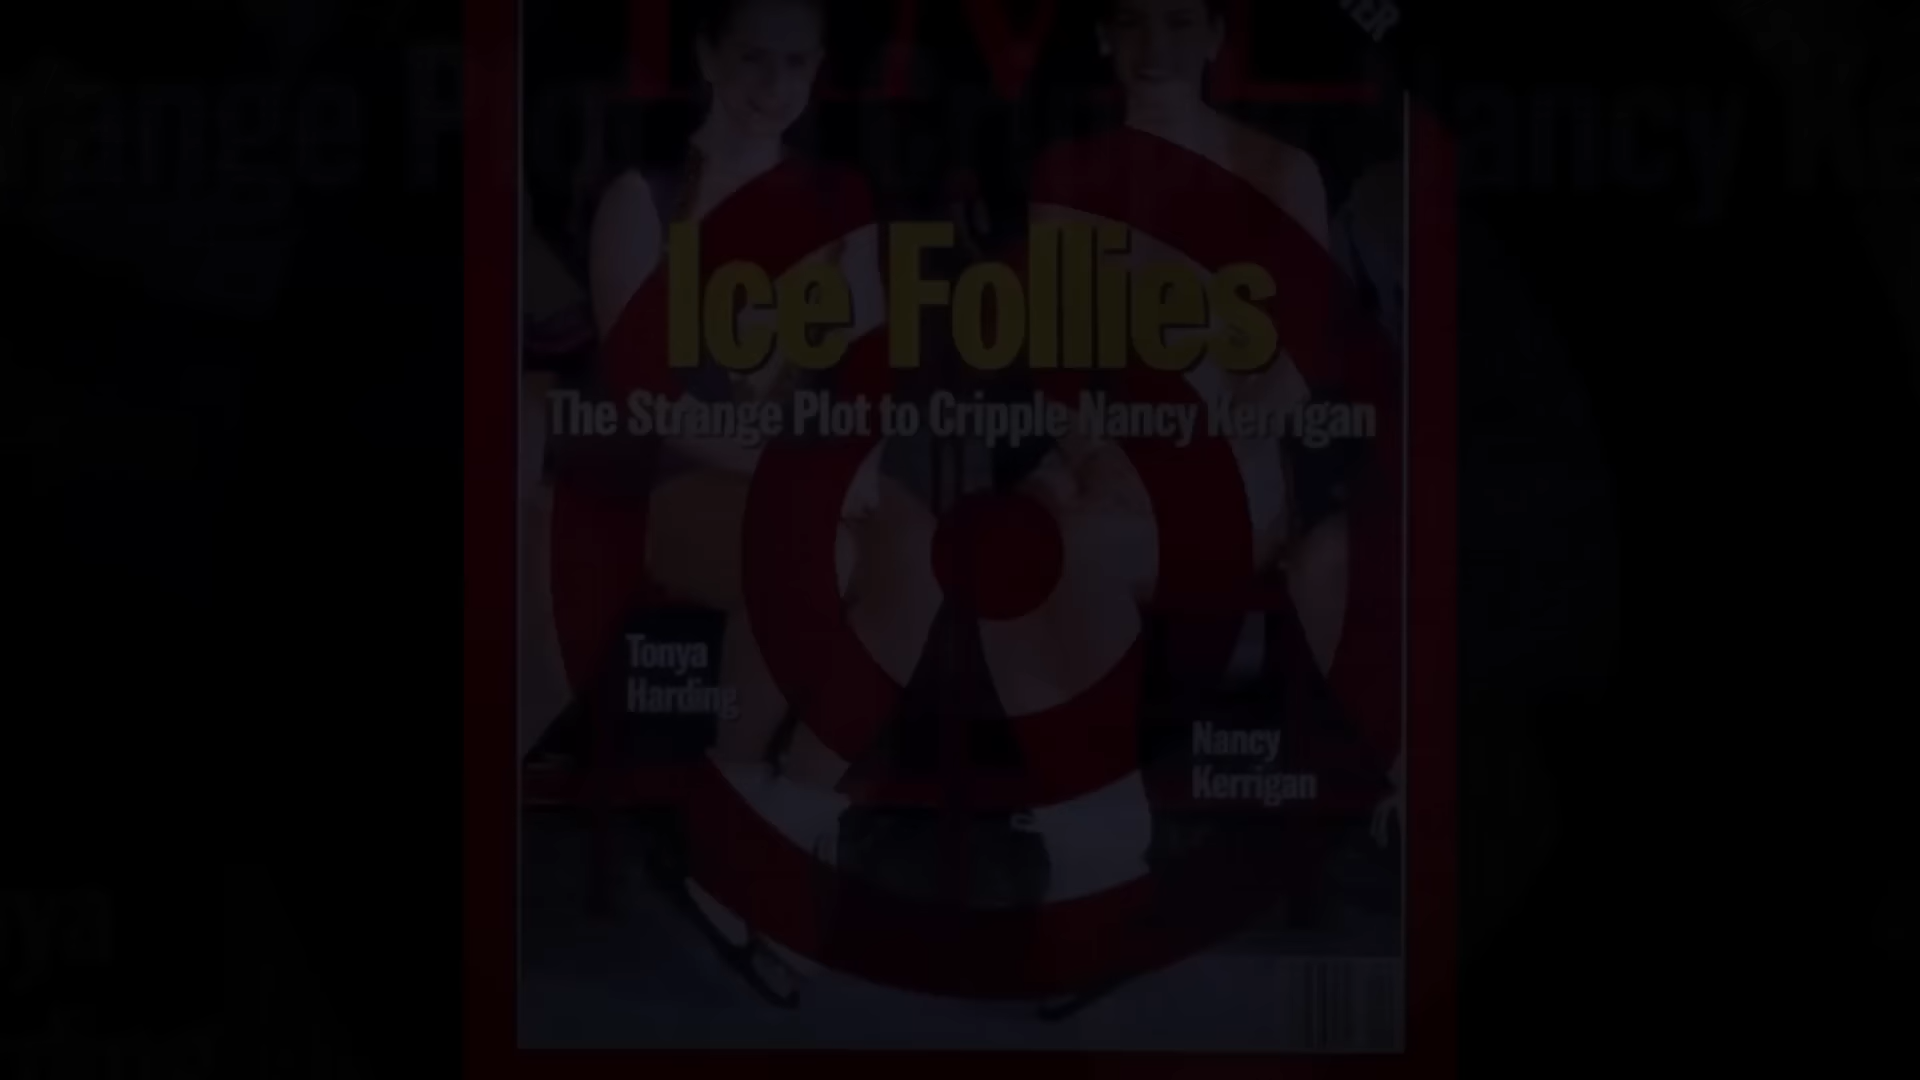 Ice Follies
The Strange Plot to Cripple Nancy Kerrigan
Tonya
Harding
Nancy
Kerrigan